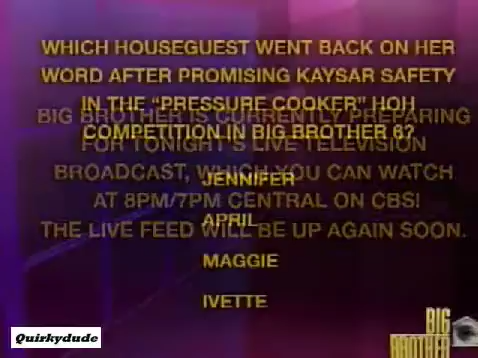 WHICH HOUSEGUEST WENT BACK ON HER
WORD AFTER PROMISING KAYSAR SAFETY
IN THE "PRESSURE COOKER" HOH
COMPETITION IN BIG BROTHER 6?
JENNIFER
APRIL
MAGGIE
IVETTE
BIG BROTHER IS CURRENTLY PREPARING
FOR TONIGHT'S LIVE TELEVISION
BROADCAST, WHICH YOU CAN WATCH
AT 8PM/7PM CENTRAL ON CBS!
THE LIVE FEED WILL BE UP AGAIN SOON.
Quirkydude
BIG
BROTHER